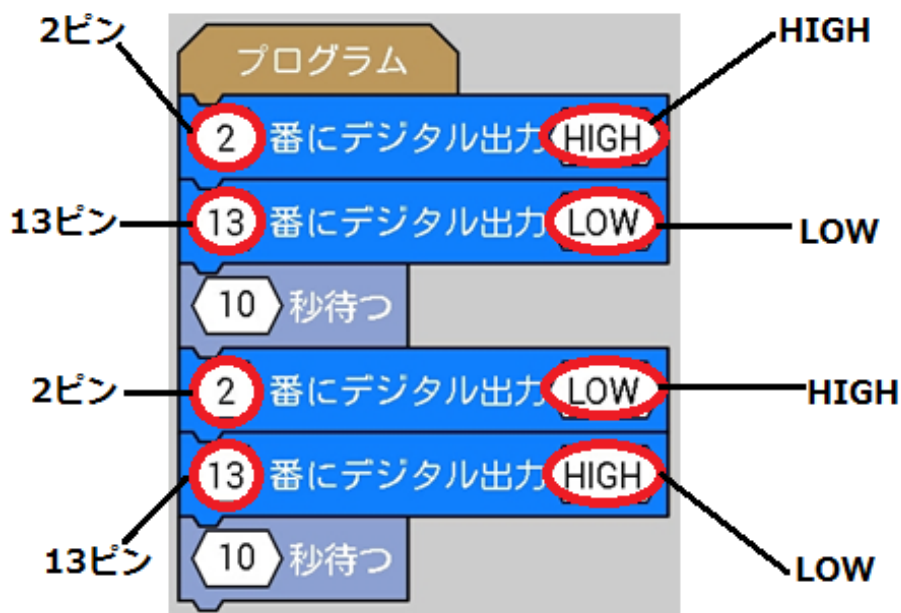 2ピン
HIGH
プログラム
2 番にデジタル出力 HIGH
13ピン
13 番にデジタル出力 LOW
LOW
10 秒待つ
2ピン
2 番にデジタル出力 LOW
HIGH
13 番にデジタル出力 HIGH
13ピン
10 秒待つ
LOW